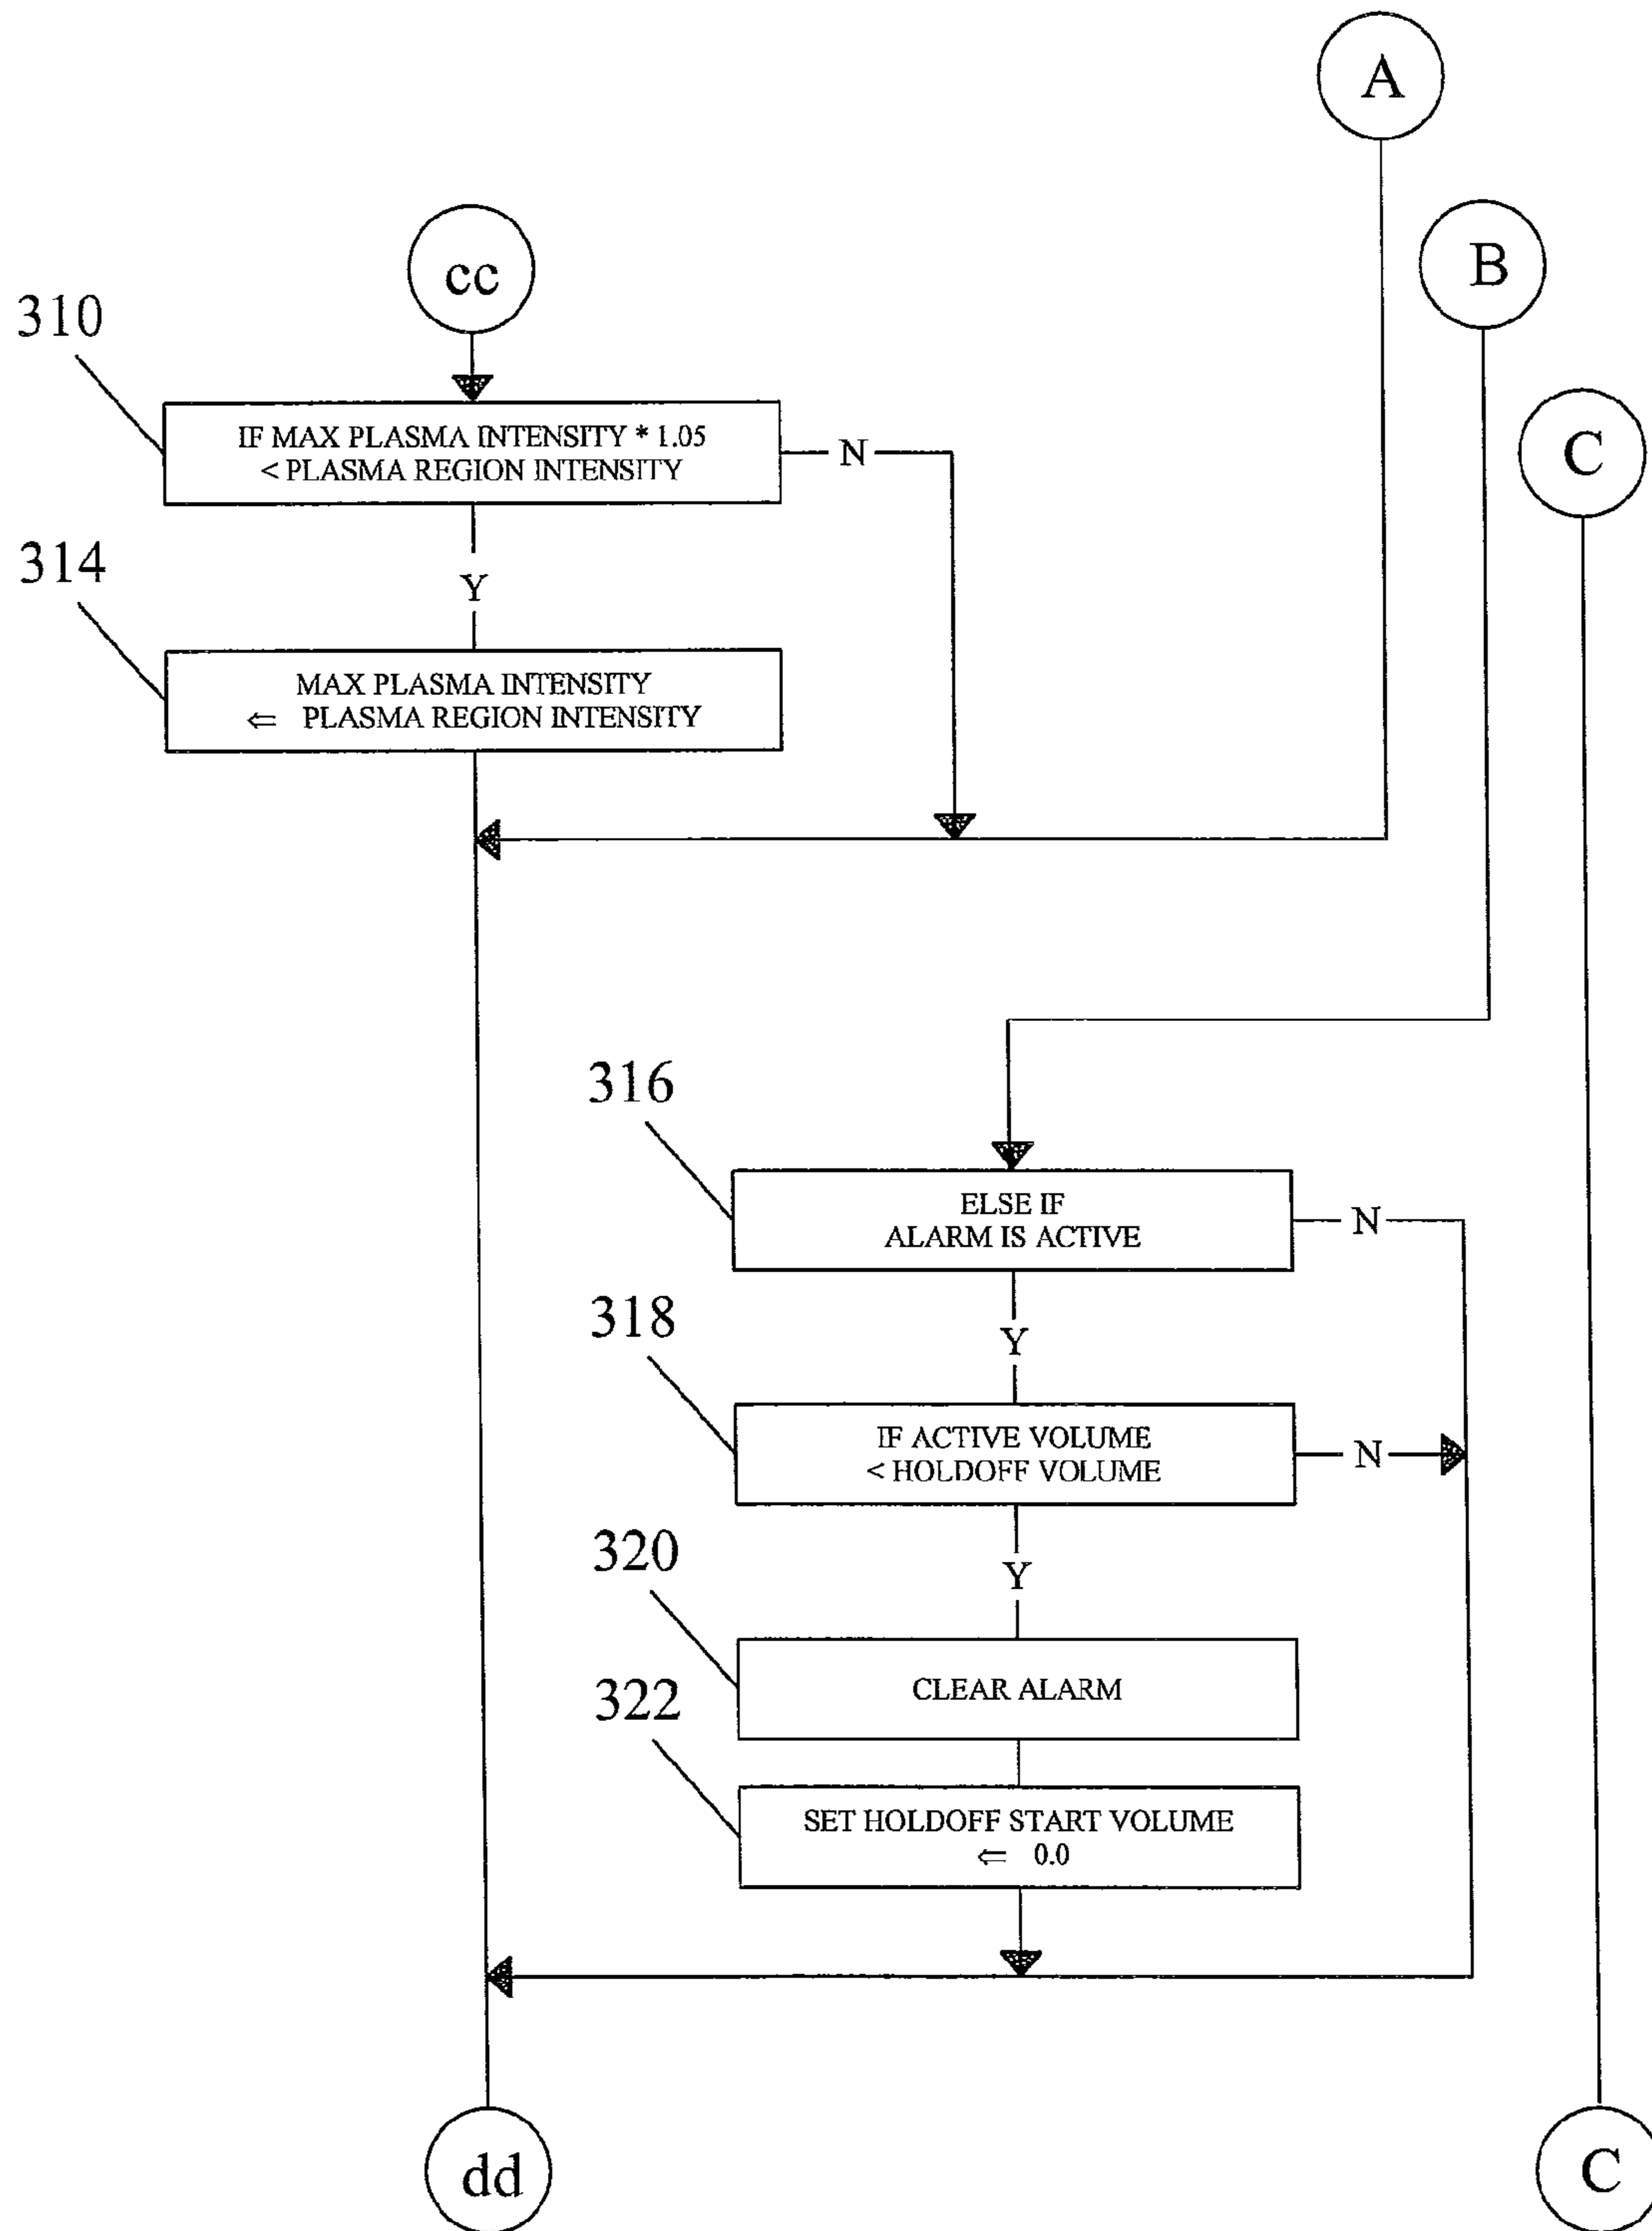 A
B
cc
310
C
IF MAX PLASMA INTENSITY * 1.05
< PLASMA REGION INTENSITY
N
314
Y
MAX PLASMA INTENSITY
⇐ PLASMA REGION INTENSITY
316
ELSE IF
ALARM IS ACTIVE
N
318
Y
IF ACTIVE VOLUME
< HOLDOFF VOLUME
N
320
Y
CLEAR ALARM
322
SET HOLDOFF START VOLUME
⇐ 0.0
dd
C